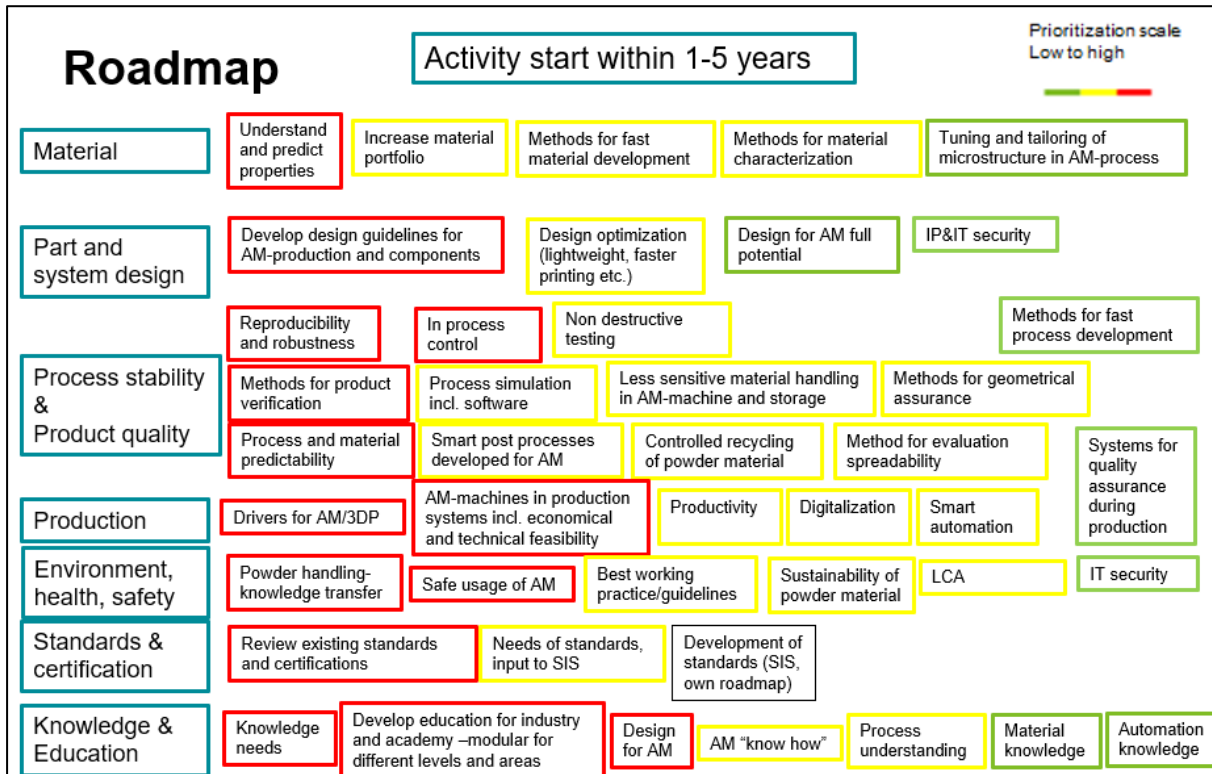 Roadmap
Activity start within 1-5 years
Prioritization scale
Low to high
Material
Understand
and predict
properties
Increase material
portfolio
Methods for fast
material development
Methods for material
characterization
Tuning and tailoring of
microstructure in AM-process
Part and
system design
Develop design guidelines for
AM-production and components
Design optimization
(lightweight, faster
printing etc.)
Design for AM full
potential
IP&IT security
Process stability
&
Product quality
Reproducibility
and robustness
In process
control
Non destructive
testing
Methods for fast
process development
Methods for product
verification
Process simulation
incl. software
Less sensitive material handling
in AM-machine and storage
Methods for geometrical
assurance
Process and material
predictability
Smart post processes
developed for AM
Controlled recycling
of powder material
Method for evaluation
spreadability
Systems for
quality
assurance
during
production
Production
Drivers for AM/3DP
AM-machines in production
systems incl. economical
and technical feasibility
Productivity
Digitalization
Smart
automation
Environment,
health, safety
Powder handling-
knowledge transfer
Safe usage of AM
Best working
practice/guidelines
Sustainability of
powder material
LCA
IT security
Standards &
certification
Review existing standards
and certifications
Needs of standards,
input to SIS
Development of
standards (SIS,
own roadmap)
Knowledge &
Education
Knowledge
needs
Develop education for industry
and academy –modular for
different levels and areas
Design
for AM
AM “know how”
Process
understanding
Material
knowledge
Automation
knowledge